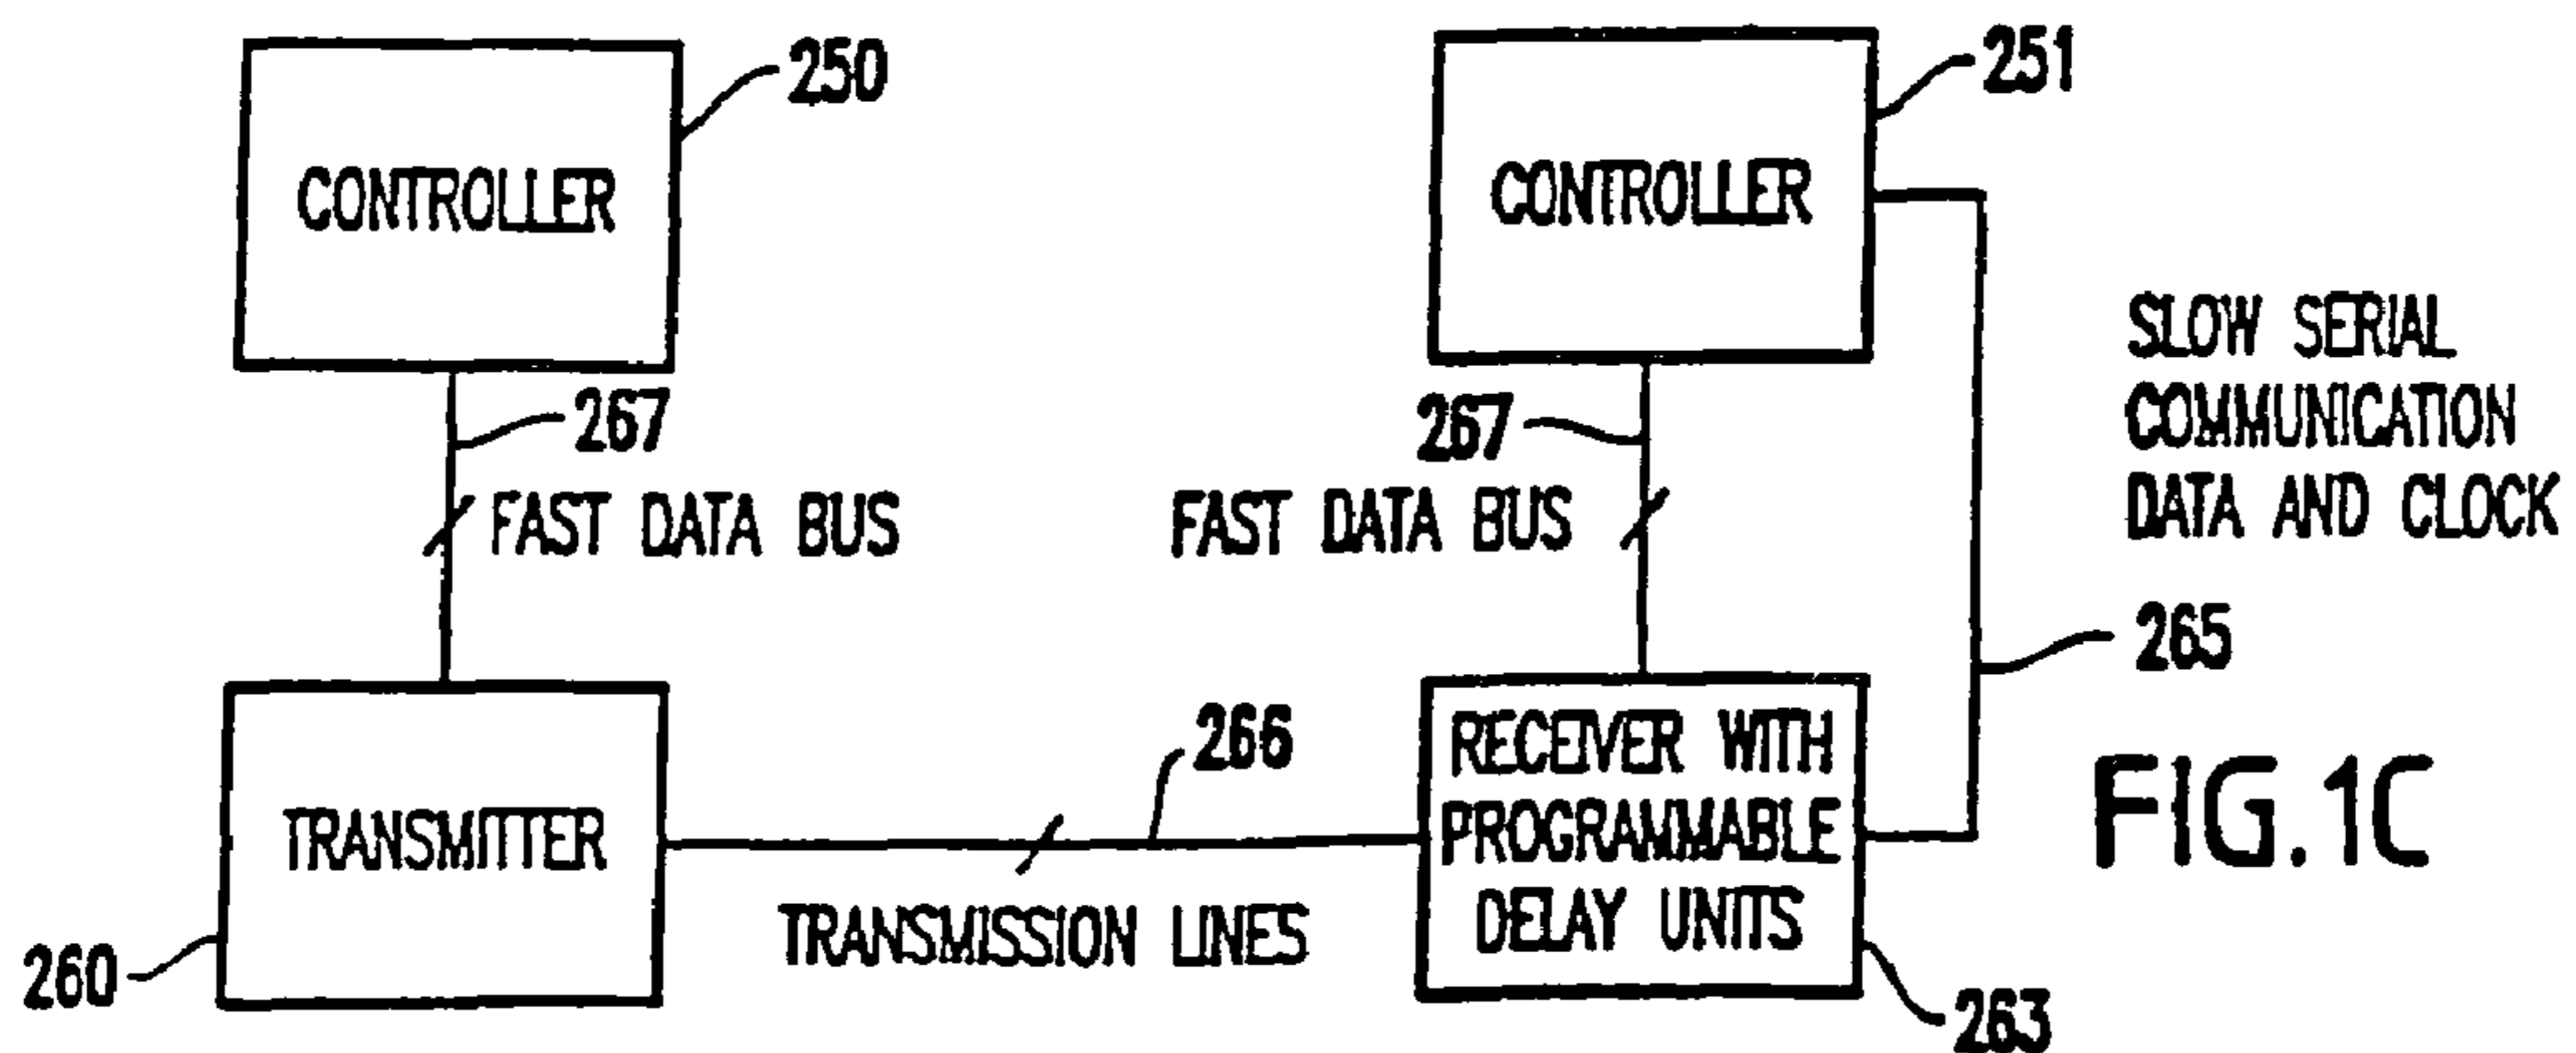 250
CONTROLLER
267
FAST DATA BUS
TRANSMITTER
260
266
TRANSMISSION LINES
251
CONTROLLER
267
FAST DATA BUS
RECEIVER WITH
PROGRAMMABLE
DELAY UNITS
263
SLOW SERIAL
COMMUNICATION
DATA AND CLOCK
265
FIG.1C